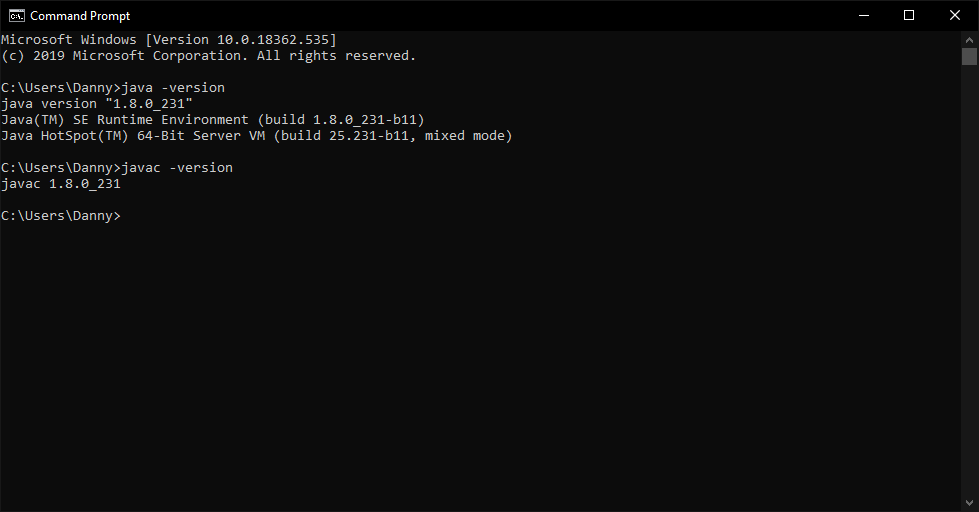 Command Prompt
Microsoft Windows [Version 10.0.18362.535]
(c) 2019 Microsoft Corporation. All rights reserved.
C:\Users\Danny>java -version
java version "1.8.0_231"
Java(TM) SE Runtime Environment (build 1.8.0_231-b11)
Java HotSpot(TM) 64-Bit Server VM (build 25.231-b11, mixed mode)
C:\Users\Danny>javac -version
javac 1.8.0_231
C:\Users\Danny>